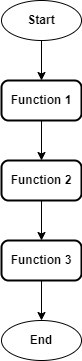 Start
Function 1
Function 2
Function 3
End